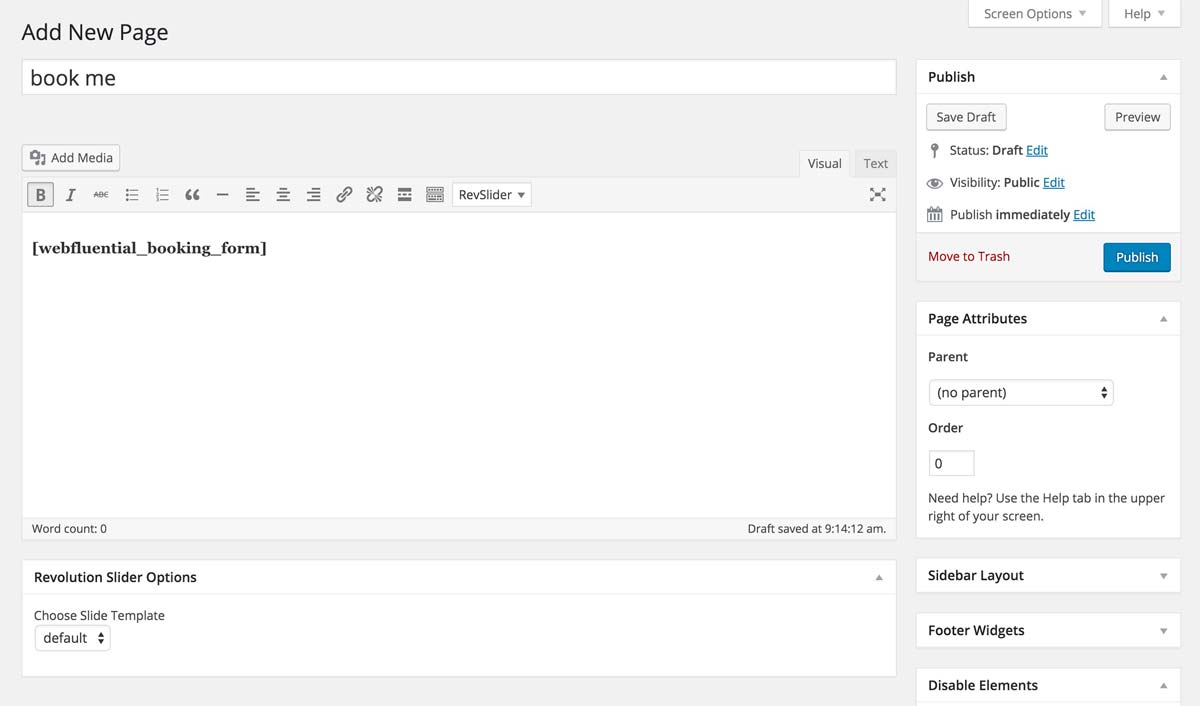 Screen Options Help
Add New Page
book me
Add Media
Visual Text
B I ABC RevSlider
[webfluential_booking_form]
Word count: 0 Draft saved at 9:14:12 am.
Revolution Slider Options
Choose Slide Template
default
Publish
Save Draft Preview
Status: Draft Edit
Visibility: Public Edit
Publish immediately Edit
Move to Trash Publish
Page Attributes
Parent
(no parent)
Order
0
Need help? Use the Help tab in the upper
right of your screen.
Sidebar Layout
Footer Widgets
Disable Elements